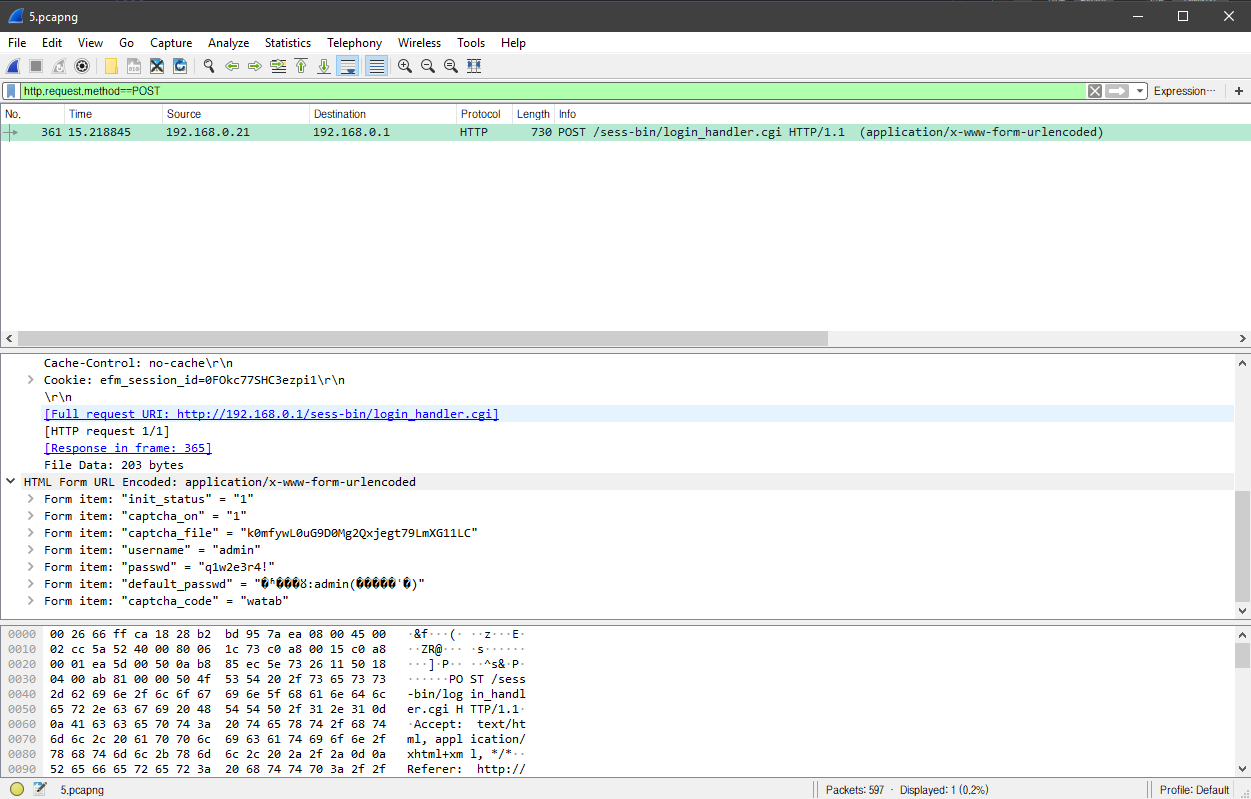 5.pcapng
File Edit View Go Capture Analyze Statistics Telephony Wireless Tools Help
http.request.method==POST Expression… +
No. Time Source Destination Protocol Length Info
361 15.218845 192.168.0.21 192.168.0.1 HTTP 730 POST /sess-bin/login_handler.cgi HTTP/1.1 (application/x-www-form-urlencoded)
Cache-Control: no-cache\r\n
Cookie: efm_session_id=0FOkc77SHC3ezpi1\r\n
\r\n
[Full request URI: http://192.168.0.1/sess-bin/login_handler.cgi]
[HTTP request 1/1]
[Response in frame: 365]
File Data: 203 bytes
HTML Form URL Encoded: application/x-www-form-urlencoded
Form item: "init_status" = "1"
Form item: "captcha_on" = "1"
Form item: "captcha_file" = "k0mfywL0uG9D0Mg2Qxjegt79LmXG11LC"
Form item: "username" = "admin"
Form item: "passwd" = "q1w2e3r4!"
Form item: "default_passwd" = "�ʱ���ȣ:admin(�����ʿ�)"
Form item: "captcha_code" = "watab"
0000 00 26 66 ff ca 18 28 b2 bd 95 7a ea 08 00 45 00 ·&f···(· ··z···E·
0010 02 cc 5a 52 40 00 80 06 1c 73 c0 a8 00 15 c0 a8 ··ZR@··· ·s······
0020 00 01 ea 5d 00 50 0a b8 85 ec 5e 73 26 11 50 18 ···]·P·· ··^s&·P·
0030 04 00 ab 81 00 00 50 4f 53 54 20 2f 73 65 73 73 ······PO ST /sess
0040 2d 62 69 6e 2f 6c 6f 67 69 6e 5f 68 61 6e 64 6c -bin/log in_handl
0050 65 72 2e 63 67 69 20 48 54 54 50 2f 31 2e 31 0d er.cgi H TTP/1.1·
0060 0a 41 63 63 65 70 74 3a 20 74 65 78 74 2f 68 74 ·Accept: text/ht
0070 6d 6c 2c 20 61 70 70 6c 69 63 61 74 69 6f 6e 2f ml, appl ication/
0080 78 68 74 6d 6c 2b 78 6d 6c 2c 20 2a 2f 2a 0d 0a xhtml+xm l, */*··
0090 52 65 66 65 72 65 72 3a 20 68 74 74 70 3a 2f 2f Referer: http://
5.pcapng Packets: 597 · Displayed: 1 (0.2%) Profile: Default